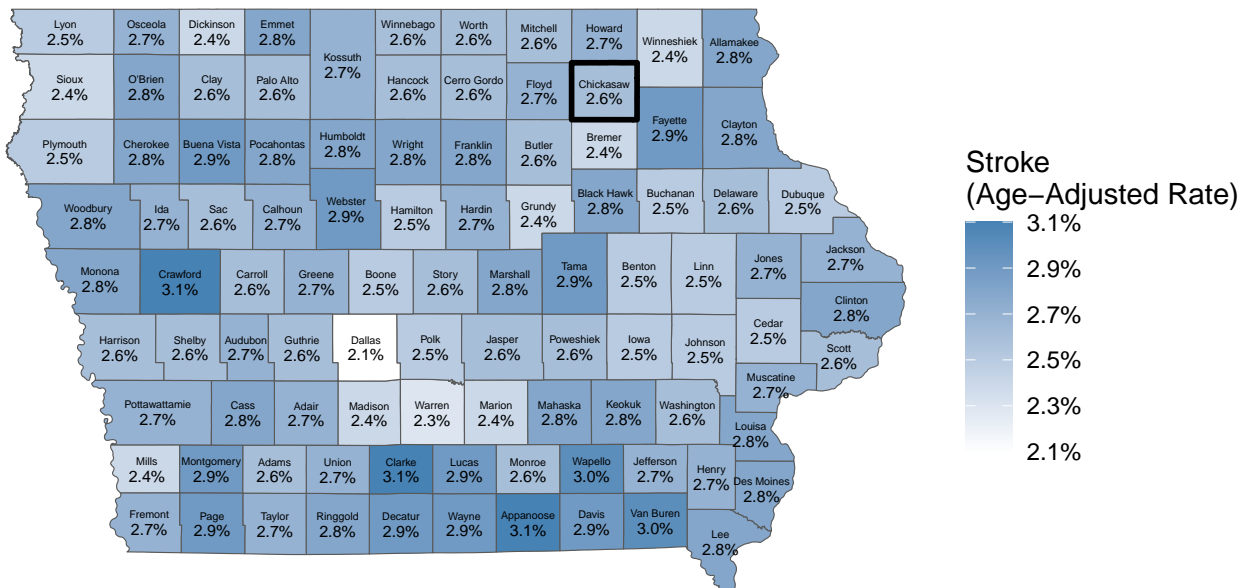 Lyon
2.5%
Osceola
2.7%
Dickinson
2.4%
Emmet
2.8%
Kossuth
2.7%
Winnebago
2.6%
Worth
2.6%
Mitchell
2.6%
Howard
2.7%
Winneshiek
2.4%
Allamakee
2.8%
Sioux
2.4%
O'Brien
2.8%
Clay
2.6%
Palo Alto
2.6%
Hancock
2.6%
Cerro Gordo
2.6%
Floyd
2.7%
Chickasaw
2.6%
Fayette
2.9%
Clayton
2.8%
Plymouth
2.5%
Cherokee
2.8%
Buena Vista
2.9%
Pocahontas
2.8%
Humboldt
2.8%
Wright
2.8%
Franklin
2.8%
Butler
2.6%
Bremer
2.4%
Woodbury
2.8%
Ida
2.7%
Sac
2.6%
Calhoun
2.7%
Webster
2.9%
Hamilton
2.5%
Hardin
2.7%
Grundy
2.4%
Black Hawk
2.8%
Buchanan
2.5%
Delaware
2.6%
Dubuque
2.5%
Monona
2.8%
Crawford
3.1%
Carroll
2.6%
Greene
2.7%
Boone
2.5%
Story
2.6%
Marshall
2.8%
Tama
2.9%
Benton
2.5%
Linn
2.5%
Jones
2.7%
Jackson
2.7%
Clinton
2.8%
Harrison
2.6%
Shelby
2.6%
Audubon
2.7%
Guthrie
2.6%
Dallas
2.1%
Polk
2.5%
Jasper
2.6%
Poweshiek
2.6%
Iowa
2.5%
Johnson
2.5%
Cedar
2.5%
Scott
2.6%
Muscatine
2.7%
Pottawattamie
2.7%
Cass
2.8%
Adair
2.7%
Madison
2.4%
Warren
2.3%
Marion
2.4%
Mahaska
2.8%
Keokuk
2.8%
Washington
2.6%
Louisa
2.8%
Mills
2.4%
Montgomery
2.9%
Adams
2.6%
Union
2.7%
Clarke
3.1%
Lucas
2.9%
Monroe
2.6%
Wapello
3.0%
Jefferson
2.7%
Henry
2.7%
Des Moines
2.8%
Fremont
2.7%
Page
2.9%
Taylor
2.7%
Ringgold
2.8%
Decatur
2.9%
Wayne
2.9%
Appanoose
3.1%
Davis
2.9%
Van Buren
3.0%
Lee
2.8%
Stroke
(Age−Adjusted Rate)
3.1%
2.9%
2.7%
2.5%
2.3%
2.1%